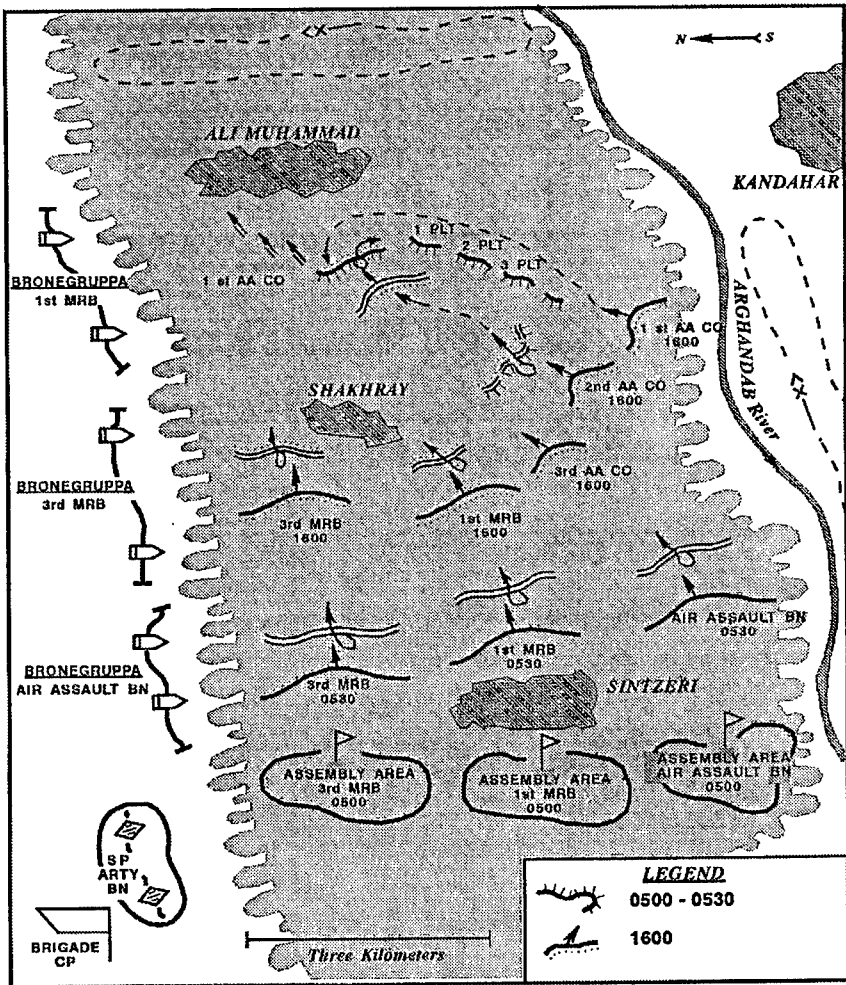 N S
ALI MUHAMMAD
KANDAHAR
BRONEGRUPPA
1st MRB
1 st AA CO
1 PLT
2 PLT
3 PLT
1 st AA CO
1600
ARGHANDAB River
2nd AA CO
1600
SHAKHRAY
BRONEGRUPPA
3rd MRB
3rd AA CO
1600
3rd MRB
1600
1st MRB
1500
AIR ASSAULT BN
0530
1st MRB
0530
3rd MRB
0530
BRONEGRUPPA
AIR ASSAULT BN
SINTZERI
ASSEMBLY AREA
3rd MRB
0500
ASSEMBLY AREA
1st MRB
0500
ASSEMBLY AREA
AIR ASSAULT BN
0500
SP
ARTY
BN
BRIGADE
CP
Three Kilometers
LEGEND
0500 - 0530
1600